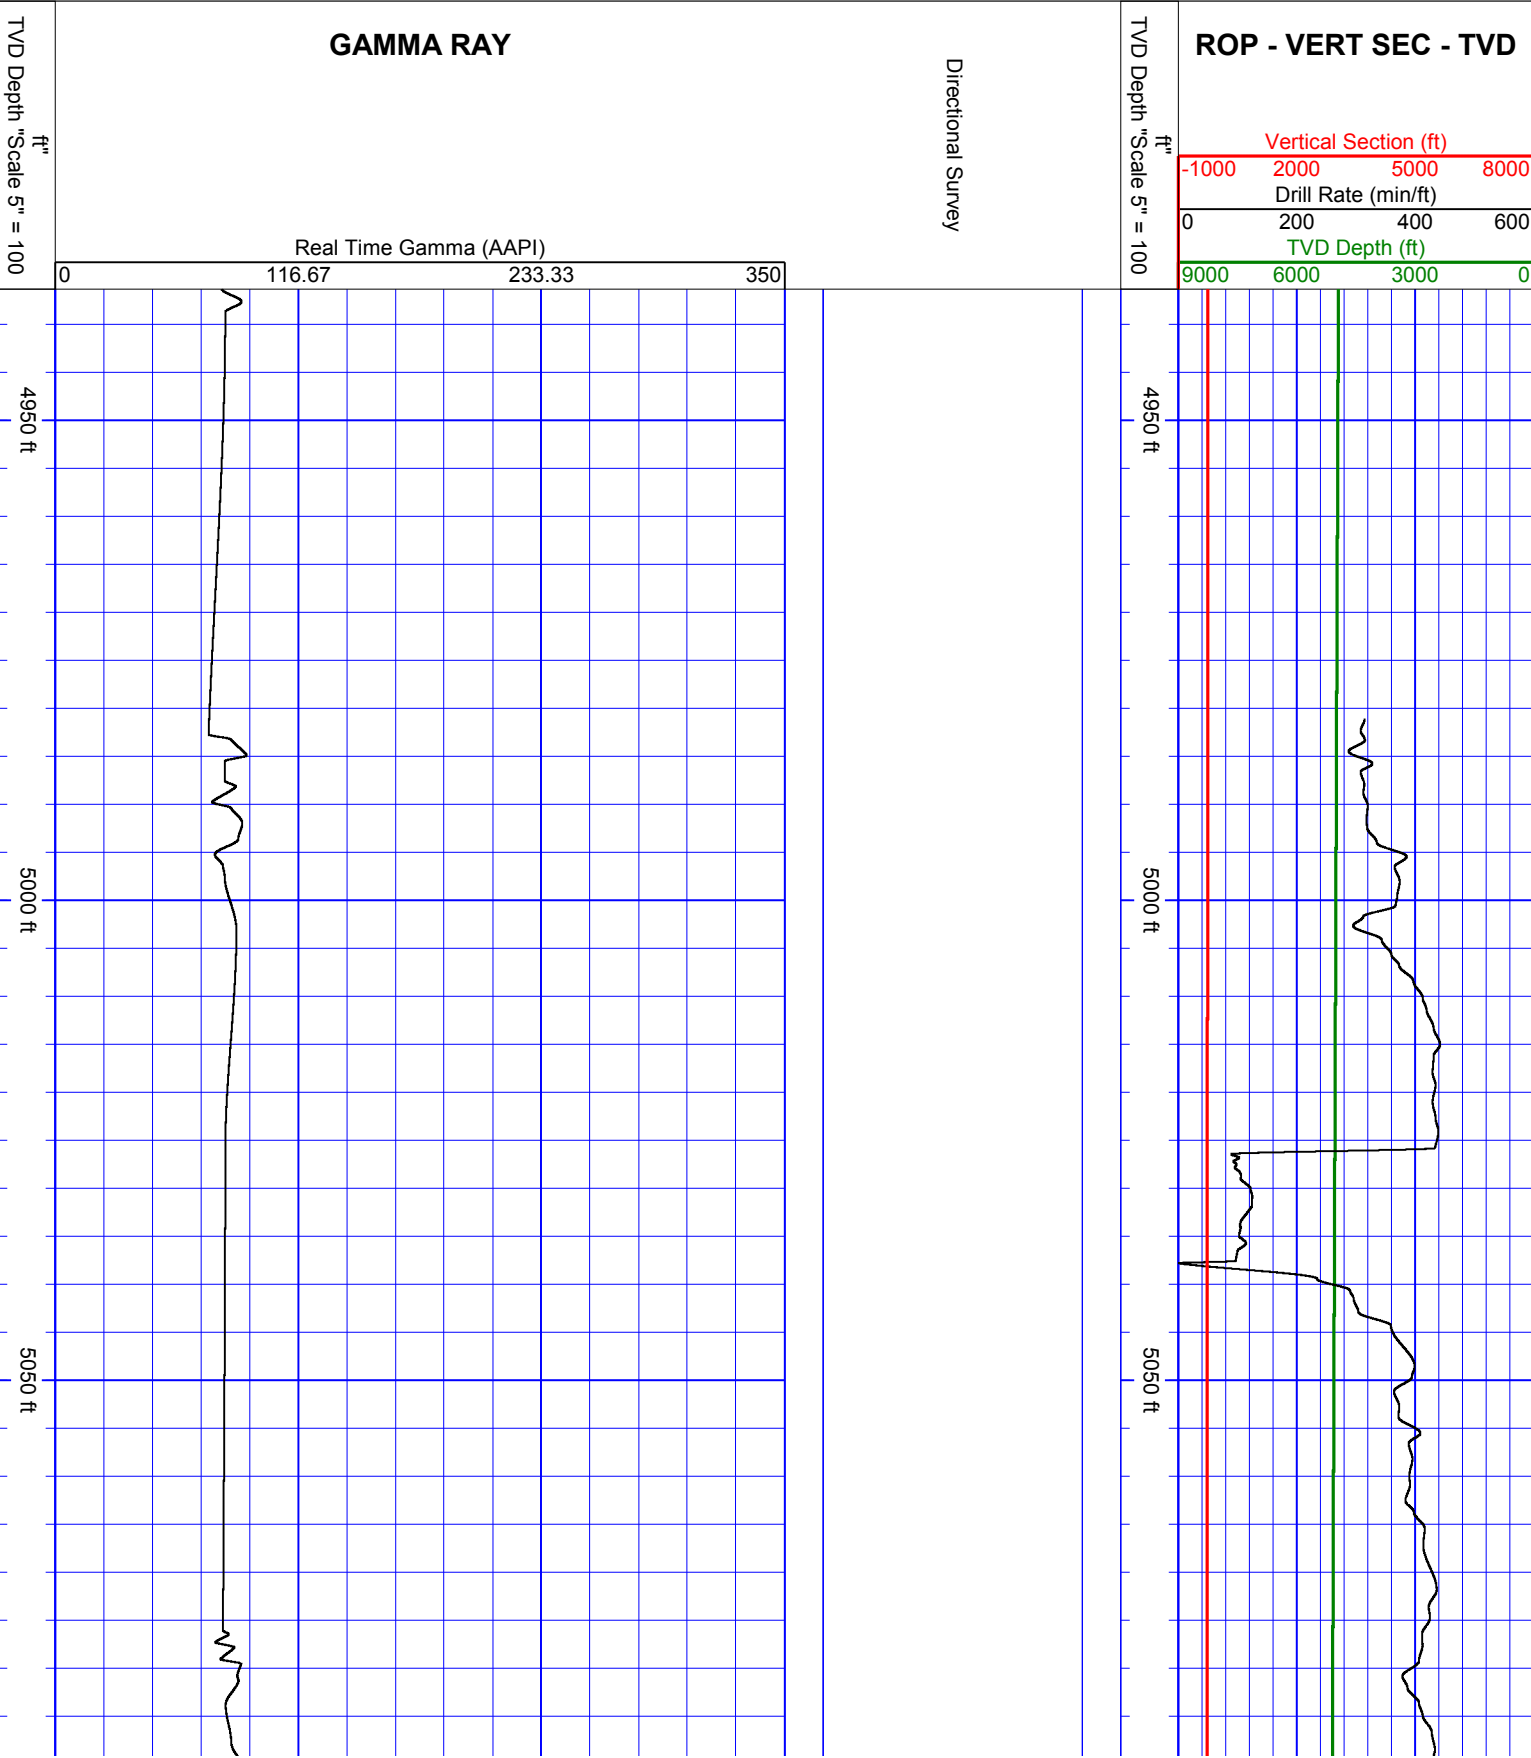 TVD Depth "Scale 5" = 100
ft"
GAMMA RAY
Real Time Gamma (AAPI)
0 116.67 233.33 350
Directional Survey
TVD Depth "Scale 5" = 100
ft"
ROP - VERT SEC - TVD
Vertical Section (ft)
-1000 2000 5000 8000
Drill Rate (min/ft)
0 200 400 600
TVD Depth (ft)
9000 6000 3000 0
4950 ft
4950 ft
5000 ft
5000 ft
5050 ft
5050 ft